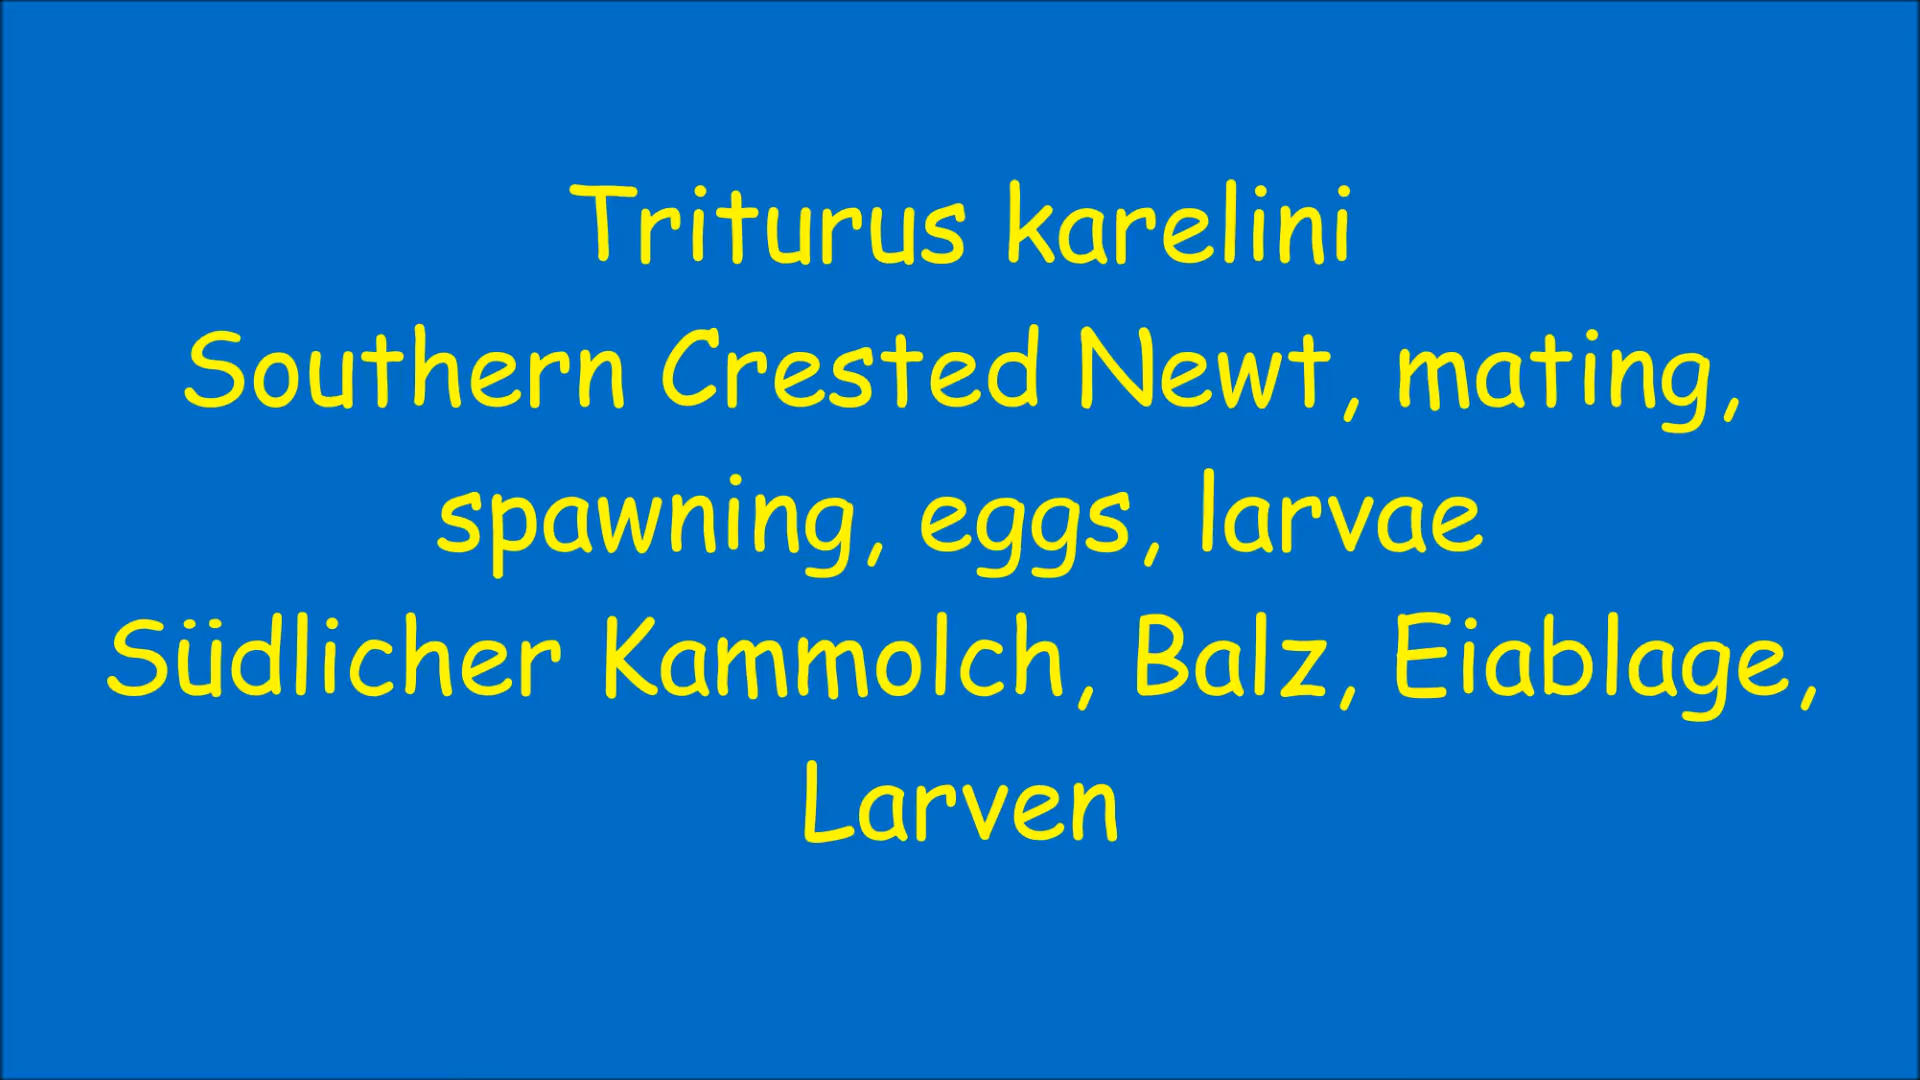 Triturus karelini
Southern Crested Newt, mating,
spawning, eggs, larvae
Südlicher Kammolch, Balz, Eiablage,
Larven